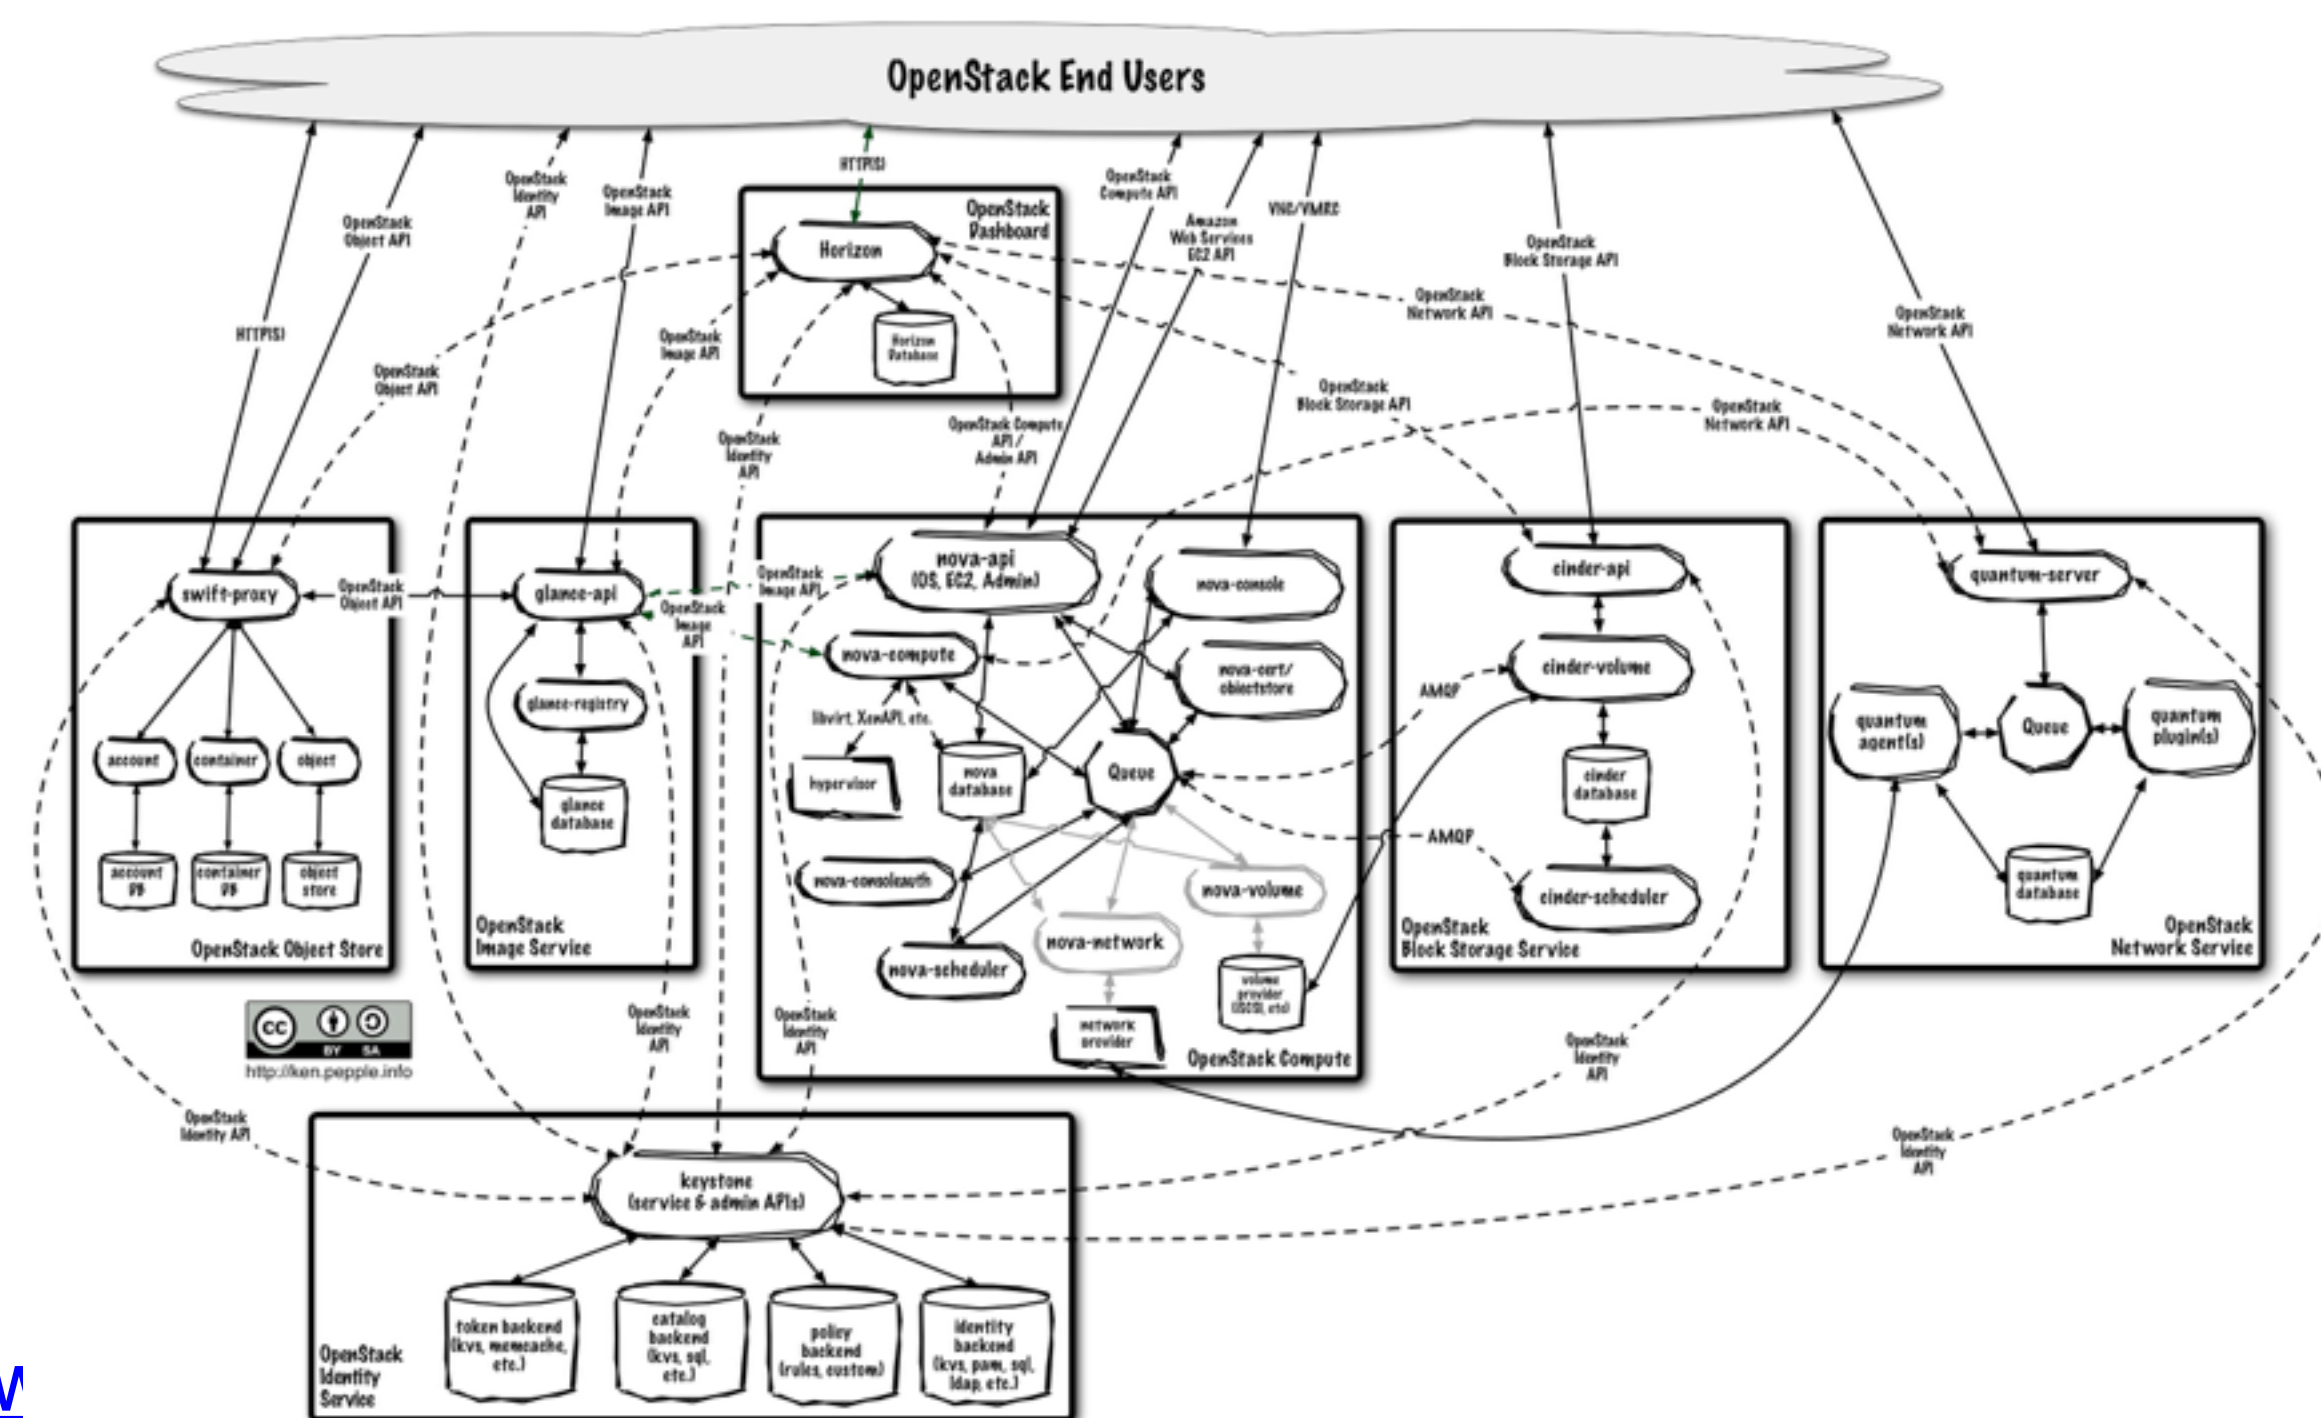 OpenStack End Users
HTTP(S)
OpenStack
Object API
OpenStack
Identity
API
OpenStack
Image API
HTTP(S)
OpenStack
Compute API
Amazon
Web Services
EC2 API
VNC/VMRC
OpenStack
Block Storage API
OpenStack
Network API
OpenStack
Dashboard
Horizon
Horizon
Database
OpenStack
Object API
OpenStack
Image API
OpenStack
Identity
API
OpenStack Compute
API /
Admin API
OpenStack
Network API
OpenStack
Block Storage API
OpenStack
Network API
swift-proxy
OpenStack
Object API
account
container
object
account
DB
container
DB
object
store
OpenStack Object Store
glance-api
glance-registry
glance
database
OpenStack
Image Service
OpenStack
Image API
OpenStack
Image
API
nova-api
(OS, EC2, Admin)
nova-console
nova-compute
nova-cert/
objectstore
libvirt, XenAPI, etc.
hypervisor
nova
database
Queue
nova-consoleauth
nova-volume
nova-network
nova-scheduler
volume
provider
(iSCSI, etc)
network
provider
OpenStack Compute
cinder-api
cinder-volume
AMQP
cinder
database
AMQP
cinder-scheduler
OpenStack
Block Storage Service
quantum-server
quantum
agent(s)
Queue
quantum
plugin(s)
quantum
database
OpenStack
Network Service
CC
BY SA
http://ken.pepple.info
OpenStack
Identity API
OpenStack
Identity
API
OpenStack
Identity
API
OpenStack
Identity
API
OpenStack
Identity
API
keystone
(service & admin APIs)
token backend
(kvs, memcache,
etc.)
catalog
backend
(kvs, sql,
etc.)
policy
backend
(rules, custom)
identity
backend
(kvs, pam, sql,
ldap, etc.)
OpenStack
Identity
Service
w